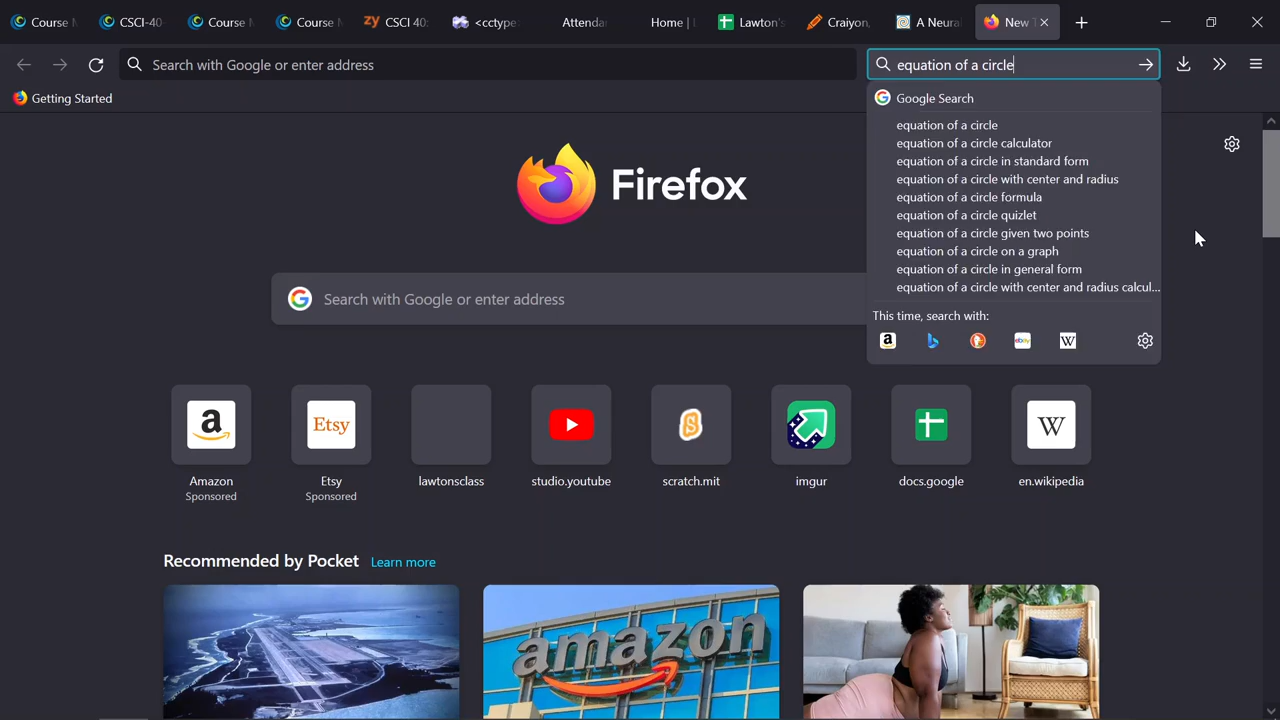 Course M
CSCI-40
Course M
Course M
zy CSCI 40:
<cctype>
Attendan
Home |
Lawton's
Craiyon,
A Neura
New T
Search with Google or enter address
equation of a circle
Getting Started
Google Search
equation of a circle
equation of a circle calculator
equation of a circle in standard form
equation of a circle with center and radius
equation of a circle formula
equation of a circle quizlet
equation of a circle given two points
equation of a circle on a graph
equation of a circle in general form
equation of a circle with center and radius calcul...
This time, search with:
ebay
W
Firefox
Search with Google or enter address
a
Etsy
W
Amazon
Etsy
lawtonsclass
studio.youtube
scratch.mit
imgur
docs.google
en.wikipedia
Sponsored
Sponsored
Recommended by Pocket Learn more
amazon